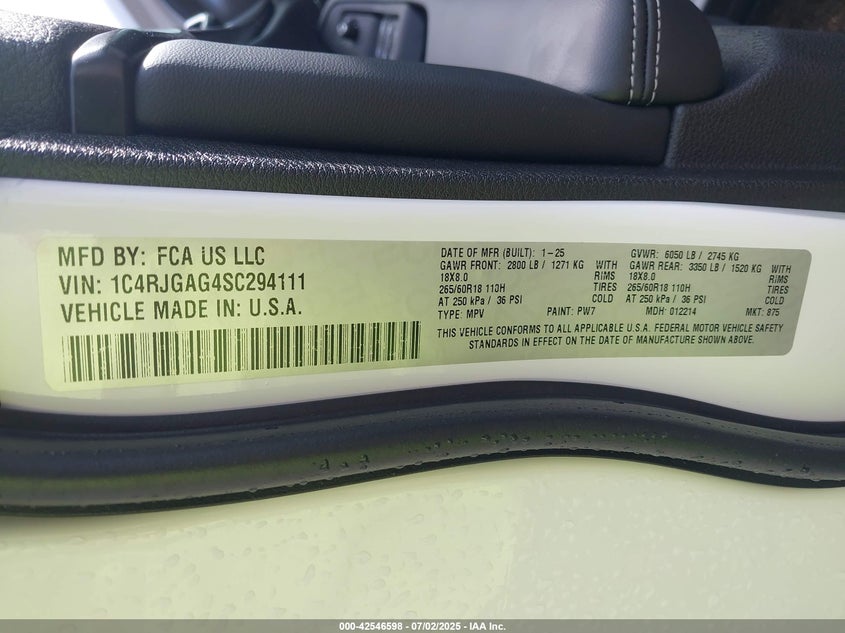 MFD BY: FCA US LLC
VIN: 1C4RJGAG4SC294111
VEHICLE MADE IN: U.S.A.
DATE OF MFR (BUILT): 1-25 GVWR: 6050 LB / 2745 KG
GAWR FRONT: 2800 LB / 1271 KG WITH GAWR REAR: 3350 LB / 1520 KG WITH
18X8.0 RIMS 18X8.0 RIMS
265/60R18 110H TIRES 265/60R18 110H TIRES
AT 250 kPa / 36 PSI COLD AT 250 kPa / 36 PSI COLD
TYPE: MPV PAINT: PW7 MDH: 012214 MKT: 875
THIS VEHICLE CONFORMS TO ALL APPLICABLE U.S.A. FEDERAL MOTOR VEHICLE SAFETY
STANDARDS IN EFFECT ON THE DATE OF MANUFACTURE SHOWN ABOVE.
000-42546598 - 07/02/2025 - IAA Inc.